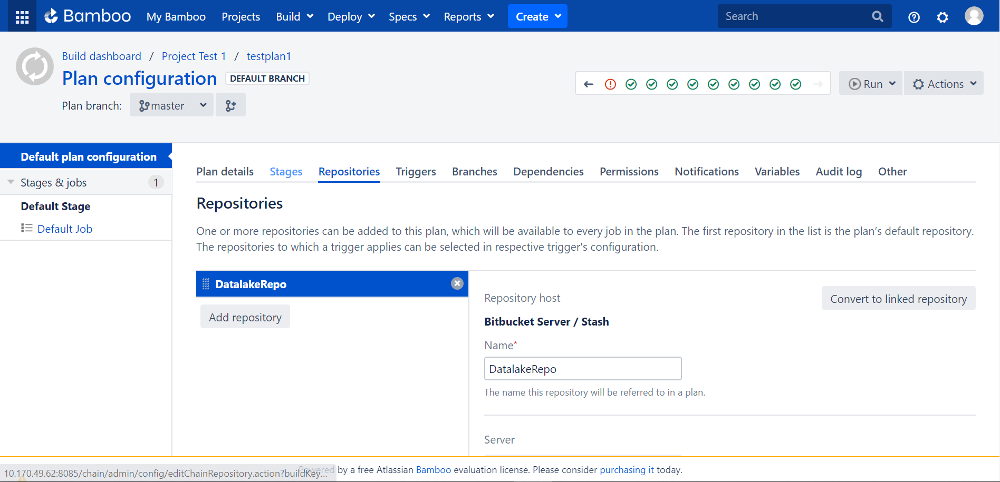 Bamboo My Bamboo Projects Build Deploy Specs Reports Create Search
Build dashboard / Project Test 1 / testplan1
Plan configuration DEFAULT BRANCH
Run Actions
Plan branch: master
Default plan configuration
Stages & jobs 1
Default Stage
Default Job
Plan details Stages Repositories Triggers Branches Dependencies Permissions Notifications Variables Audit log Other
Repositories
One or more repositories can be added to this plan, which will be available to every job in the plan. The first repository in the list is the plan’s default repository.
The repositories to which a trigger applies can be selected in respective trigger's configuration.
DatalakeRepo
Add repository
Repository host
Convert to linked repository
Bitbucket Server / Stash
Name*
DatalakeRepo
The name this repository will be referred to in a plan.
Server
Powered by a free Atlassian Bamboo evaluation license. Please consider purchasing it today.
10.170.49.62:8085/chain/admin/config/editChainRepository.action?buildKey...